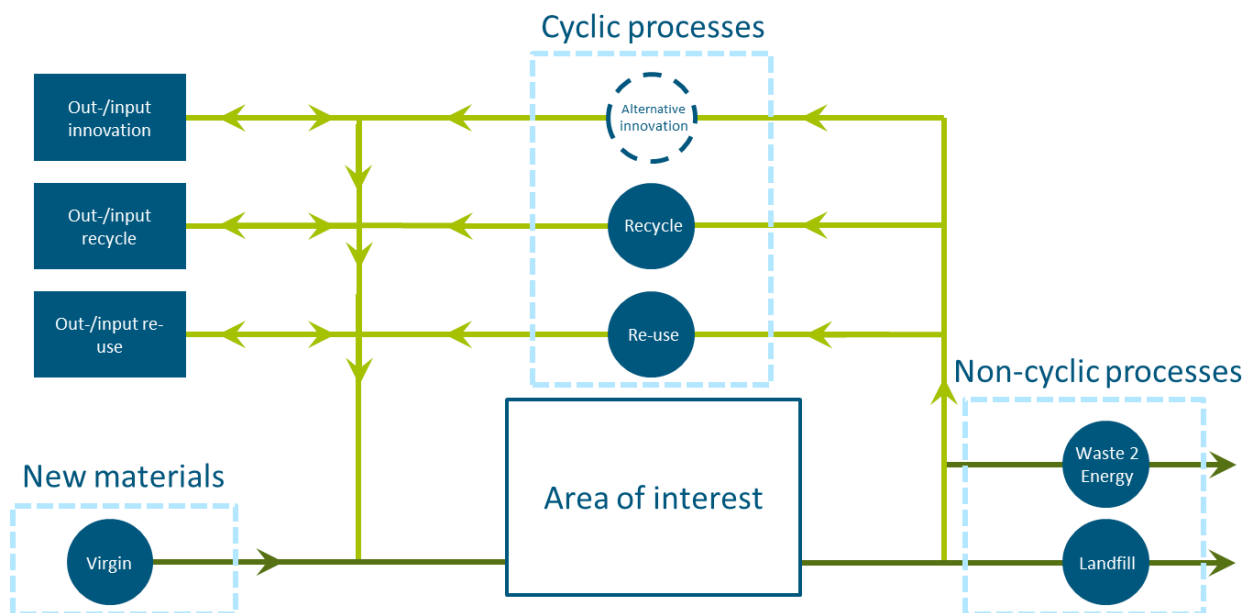 Cyclic processes
Out-/input
innovation
Alternative
innovation
Out-/input
recycle
Recycle
Out-/input re-
use
Re-use
Non-cyclic processes
Waste 2
Energy
New materials
Area of interest
Virgin
Landfill